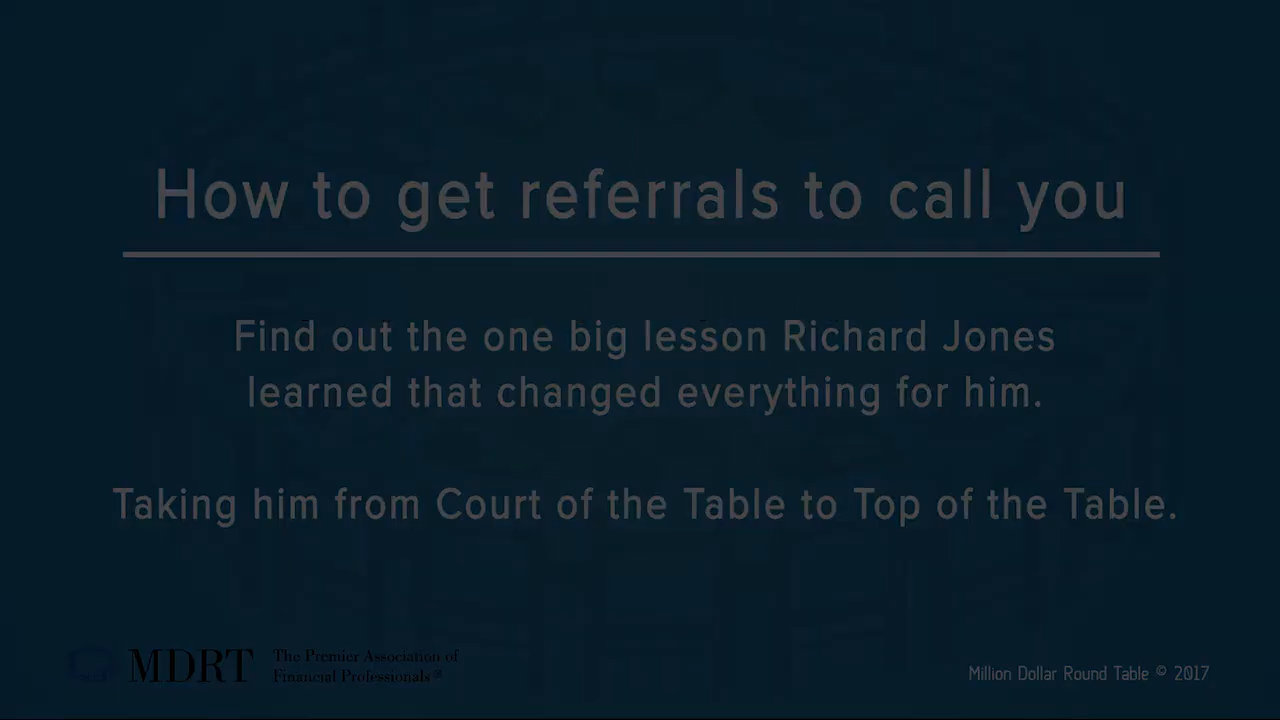 How to get referrals to call you
Find out the one big lesson Richard Jones
learned that changed everything for him.
Taking him from Court of the Table to Top of the Table.
MDRT
The Premier Association of
Financial Professionals®
Million Dollar Round Table © 2017